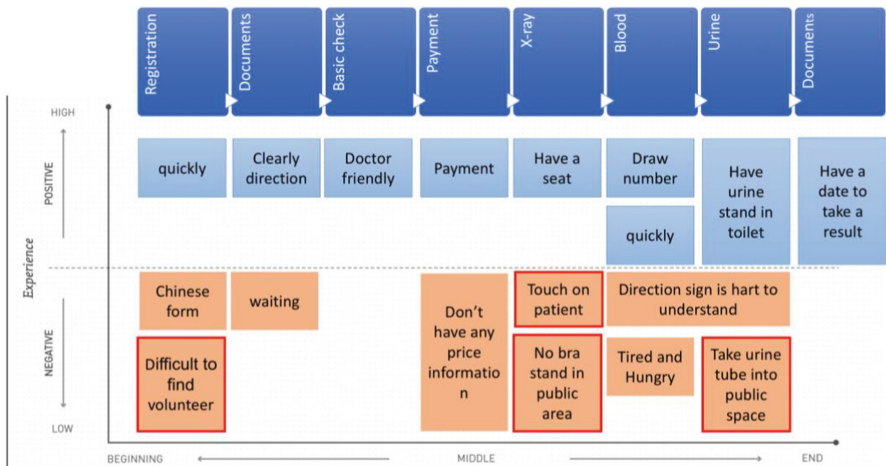 Registration
Documents
Basic check
Payment
X-ray
Blood
Urine
Documents
HIGH
POSITIVE
Experience
NEGATIVE
LOW
quickly
Clearly
direction
Doctor
friendly
Payment
Have a
seat
Draw
number
quickly
Have
urine
stand in
toilet
Have a
date to
take a
result
Chinese
form
Difficult to
find
volunteer
waiting
Don't
have any
price
informatio
n
Touch on
patient
No bra
stand in
public
area
Direction sign is hart to
understand
Tired and
Hungry
Take urine
tube into
public
space
BEGINNING
MIDDLE
END